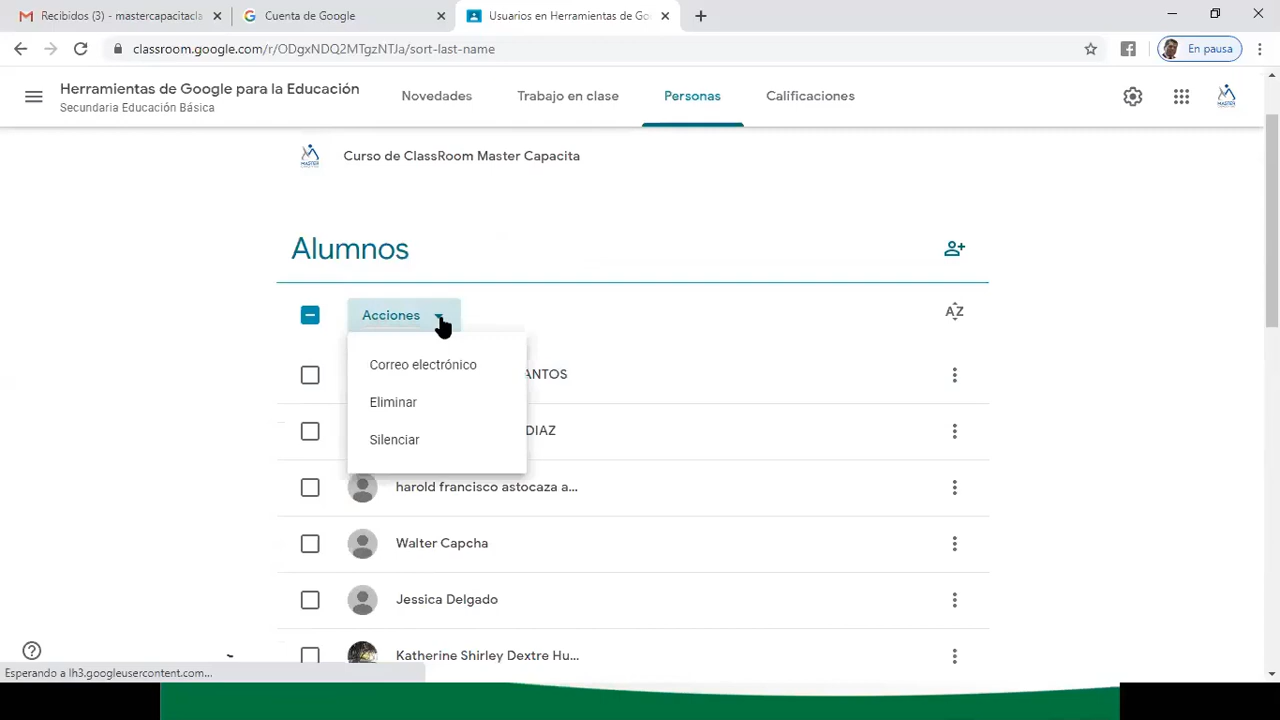 Recibidos (3) - mastercapacitacla
Cuenta de Google
Usuarios en Herramientas de Go
classroom.google.com/r/ODgxNDQ2MTgzNTJa/sort-last-name
En pausa
Herramientas de Google para la Educación
Secundaria Educación Básica
Novedades
Trabajo en clase
Personas
Calificaciones
Curso de ClassRoom Master Capacita
Alumnos
Acciones
AZ
Correo electrónico
Eliminar
Silenciar
ANTOS
DIAZ
harold francisco astocaza a...
Walter Capcha
Jessica Delgado
Katherine Shirley Dextre Hu...
Esperando a lh3.googleusercontent.com...